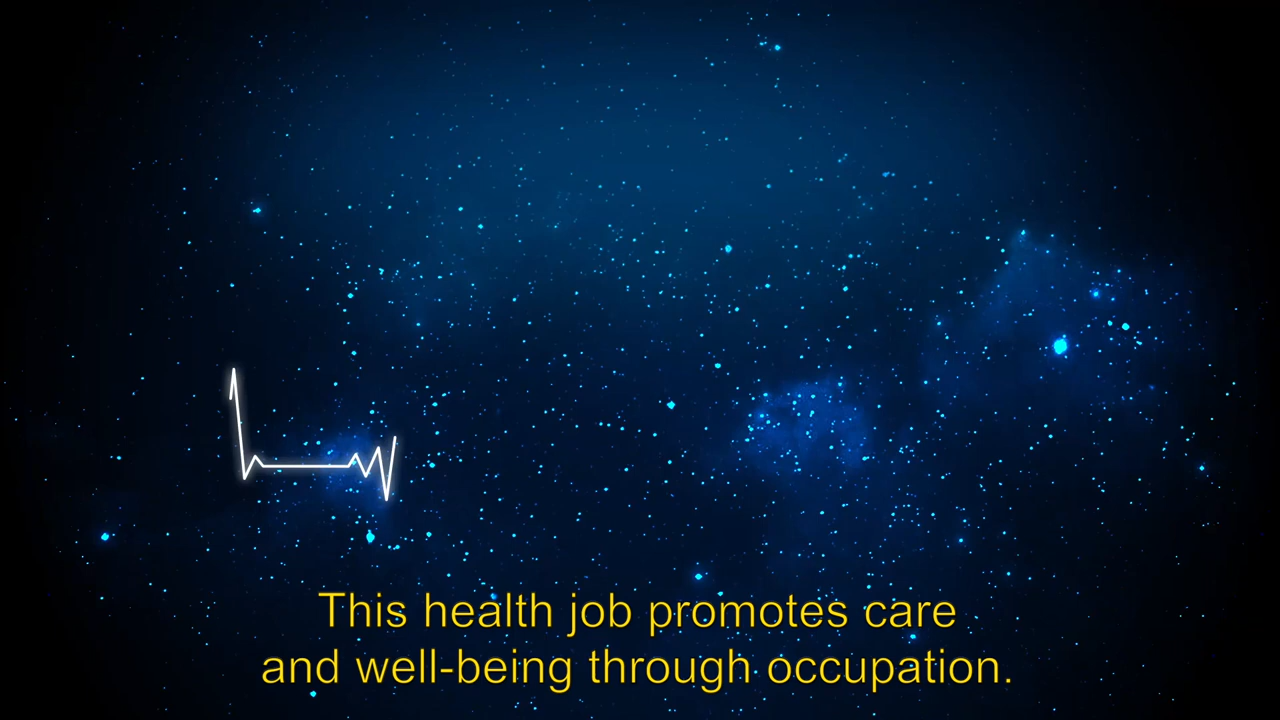 This health job promotes care
and well-being through occupation.